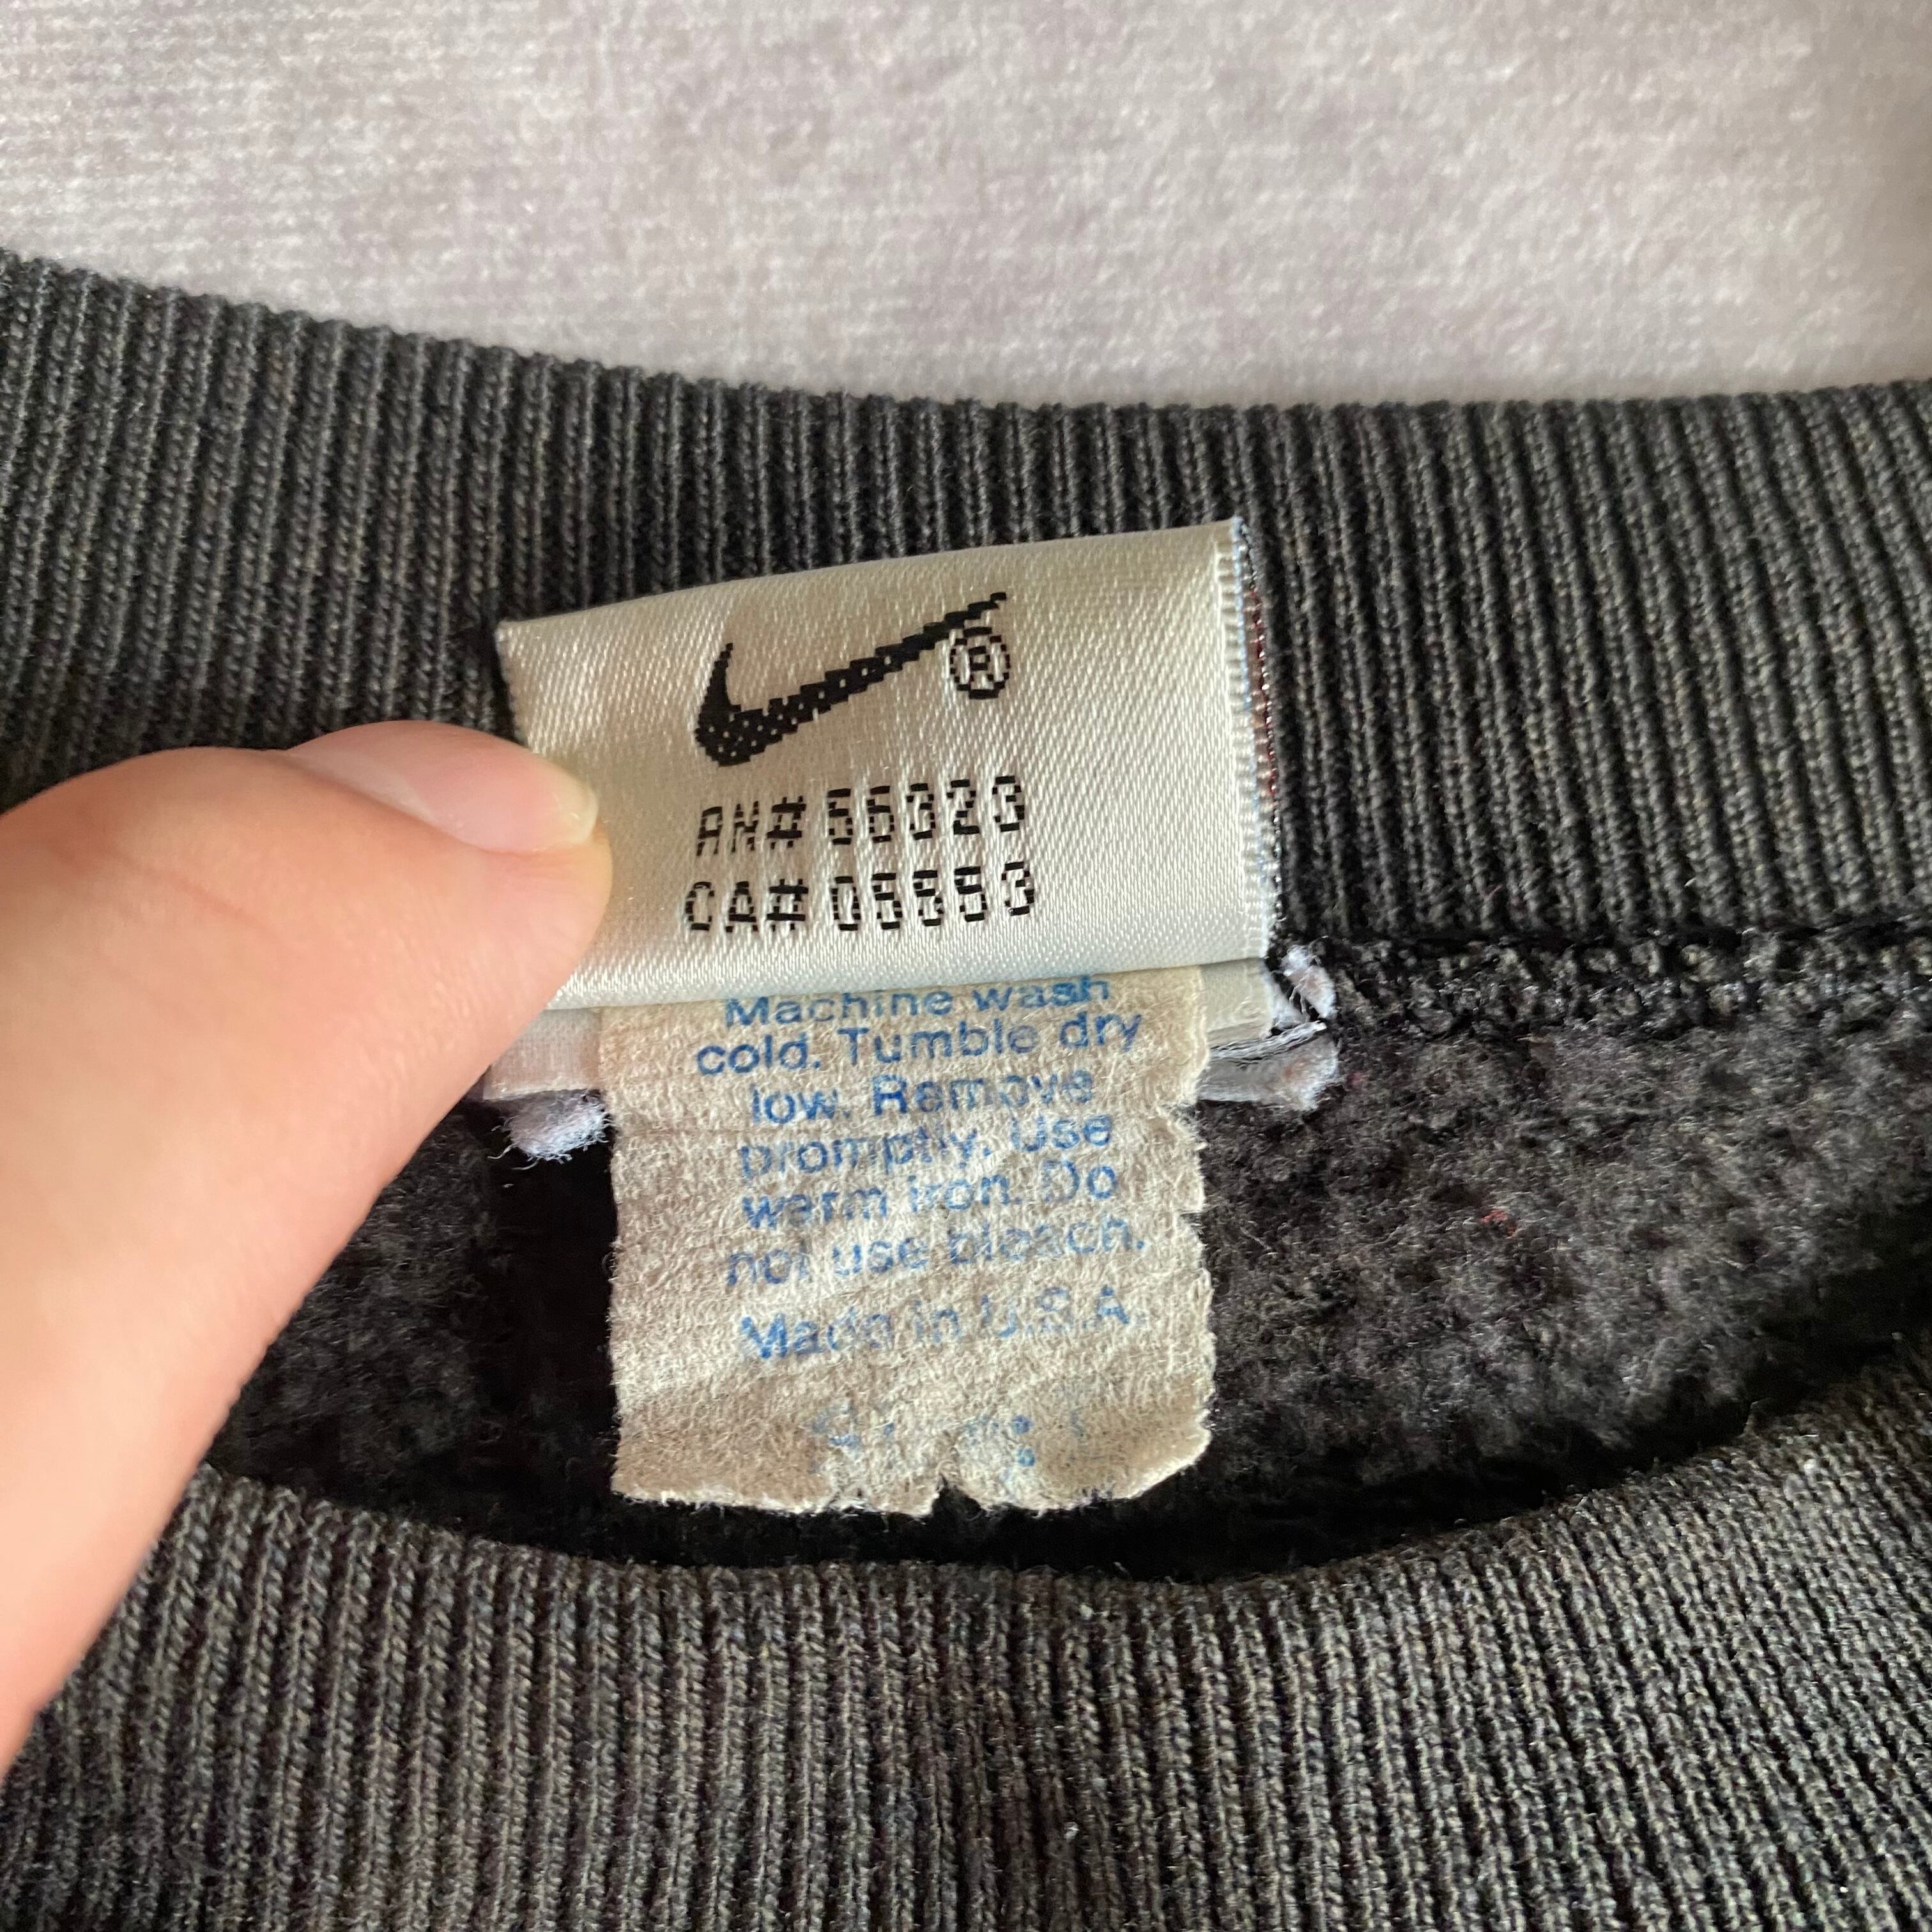 ®
RN# 56323
CA# 05553
Machine wash
cold. Tumble dry
low. Remove
promptly. Use
warm iron. Do
not use bleach.
Made in U.S.A.